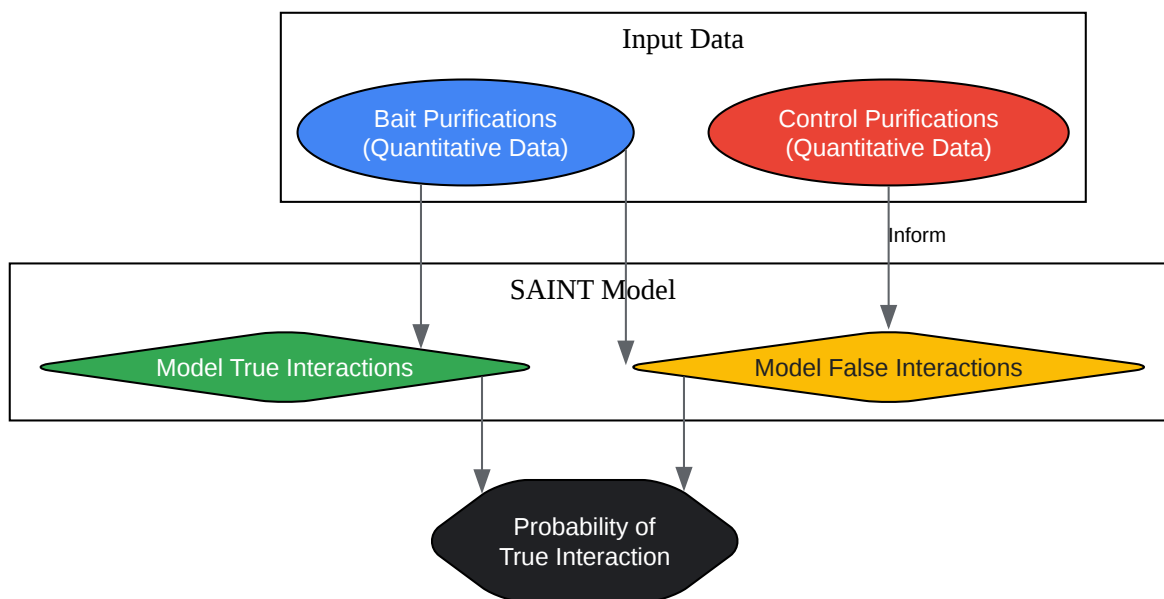 Input Data
Bait Purifications
(Quantitative Data)
Control Purifications
(Quantitative Data)
Inform
SAINT Model
Model True Interactions
Model False Interactions
Probability of
True Interaction